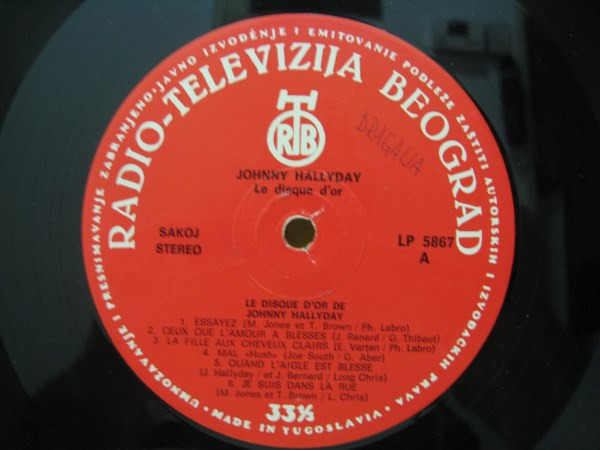 UMNOŽAVANJE I PRESNIMAVANJE ZABRANJENO • JAVNO IZVOĐENJE I EMITOVANJE PODLEŽE ZAŠTITI AUTORSKIH I IZVOĐAČKIH PRAVA
RADIO-TELEVIZIJA BEOGRAD
RTB
DRAGANA
JOHNNY HALLYDAY
Le disque d'or
SAKOJ
STEREO
LP 5867
A
LE DISQUE D'OR DE
JOHNNY HALLYDAY
1. ESSAYEZ (M. Jones et T. Brown/Ph. Labro)
2. CEUX QUE L'AMOUR A BLESSES (J. Renard/G. Thibaut)
3. LA FILLE AUX CHEVEUX CLAIRS (E. Vartan/Ph. Labro)
4. MAL «Hush» (Joe South/G. Aber)
5. QUAND L'AIGLE EST BLESSE
(J. Hallyday/et J. Bernard/Long Chris)
6. JE SUIS DANS LA RUE
(M. Jones et T. Brown/L. Chris)
33⅓
• MADE IN YUGOSLAVIA •